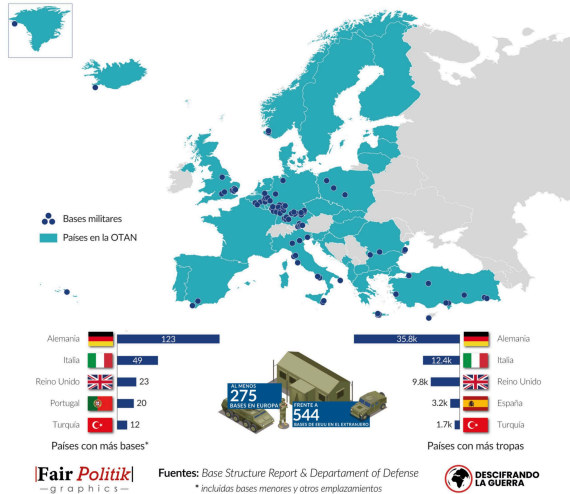 Bases militares
Países en la OTAN
Alemania 123
Italia 49
Reino Unido 23
Portugal 20
Turquía 12
Países con más bases*
AL MENOS
275
BASES EN EUROPA
FRENTE A
544
BASES DE EEUU EN EL EXTRANJERO
35.8k Alemania
12.4k Italia
9.8k Reino Unido
3.2k España
1.7k Turquía
Países con más tropas
Fair Politik
graphics
Fuentes: Base Structure Report & Departament of Defense
* incluídas bases menores y otros emplazamientos
DESCIFRANDO
LA GUERRA